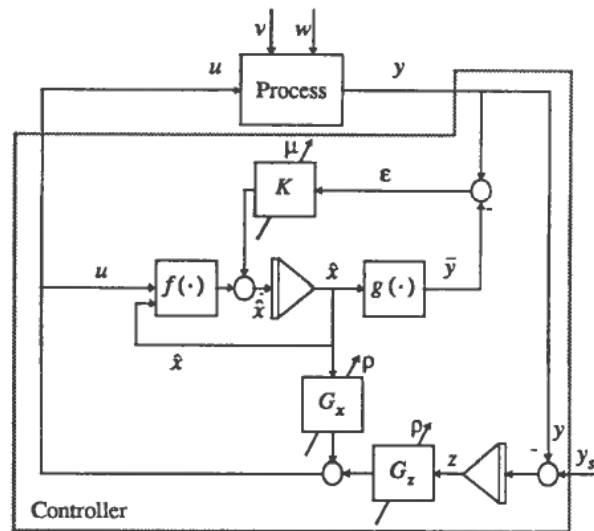 v w
u Process y
μ
K ε
-
u f(·) x̂̇ x̂ g(·) ȳ
x̂
ρ
G_x
ρ y
G_z z - y_s
Controller